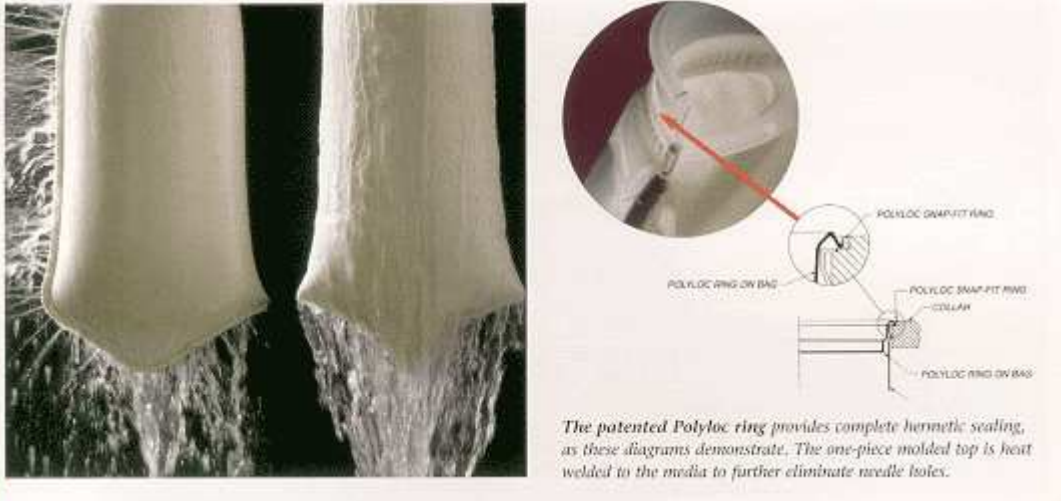 POLYLOC SNAP-FIT RING
POLYLOC RING ON BAG
POLYLOC SNAP-FIT RING
COLLAR
POLYLOC RING ON BAG
The patented Polyloc ring provides complete hermetic sealing,
as these diagrams demonstrate. The one-piece molded top is heat
welded to the media to further eliminate needle holes.